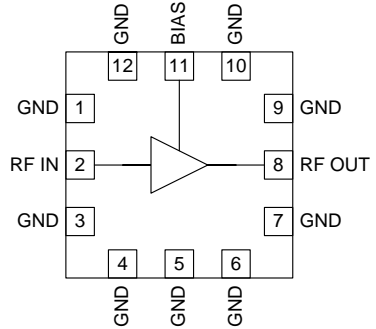 GND
BIAS
GND
12
11
10
GND 1
9 GND
RF IN 2
8 RF OUT
GND 3
7 GND
4
5
6
GND
GND
GND